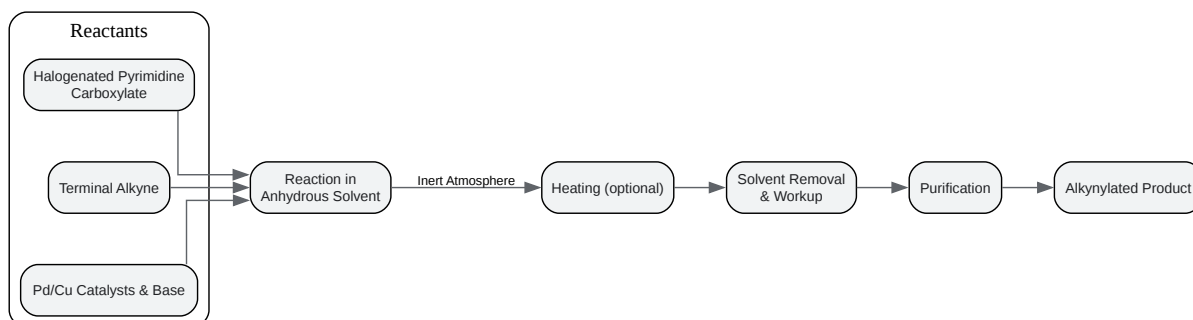 Reactants
Halogenated Pyrimidine
Carboxylate
Terminal Alkyne
Pd/Cu Catalysts & Base
Reaction in
Anhydrous Solvent
Inert Atmosphere
Heating (optional)
Solvent Removal
& Workup
Purification
Alkynylated Product